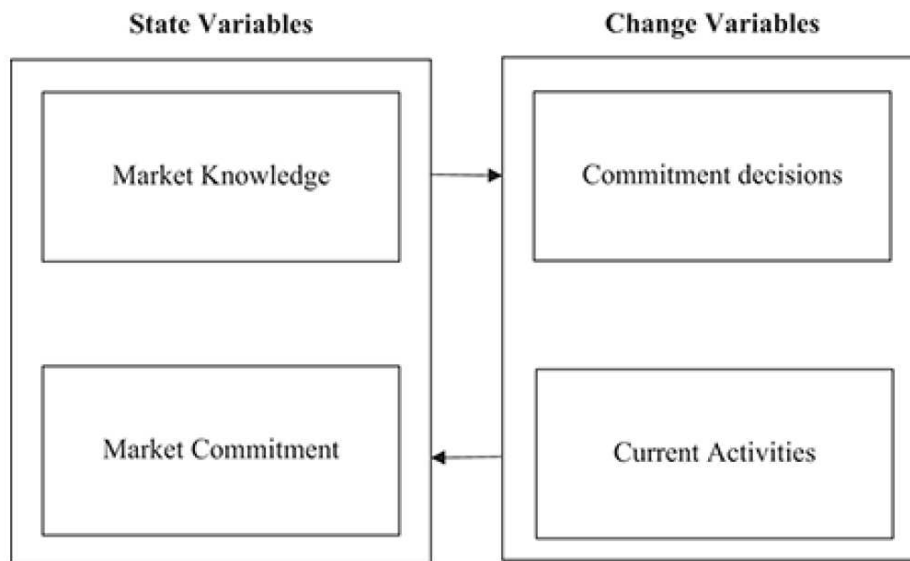 State Variables
Change Variables
Market Knowledge
Commitment decisions
Market Commitment
Current Activities